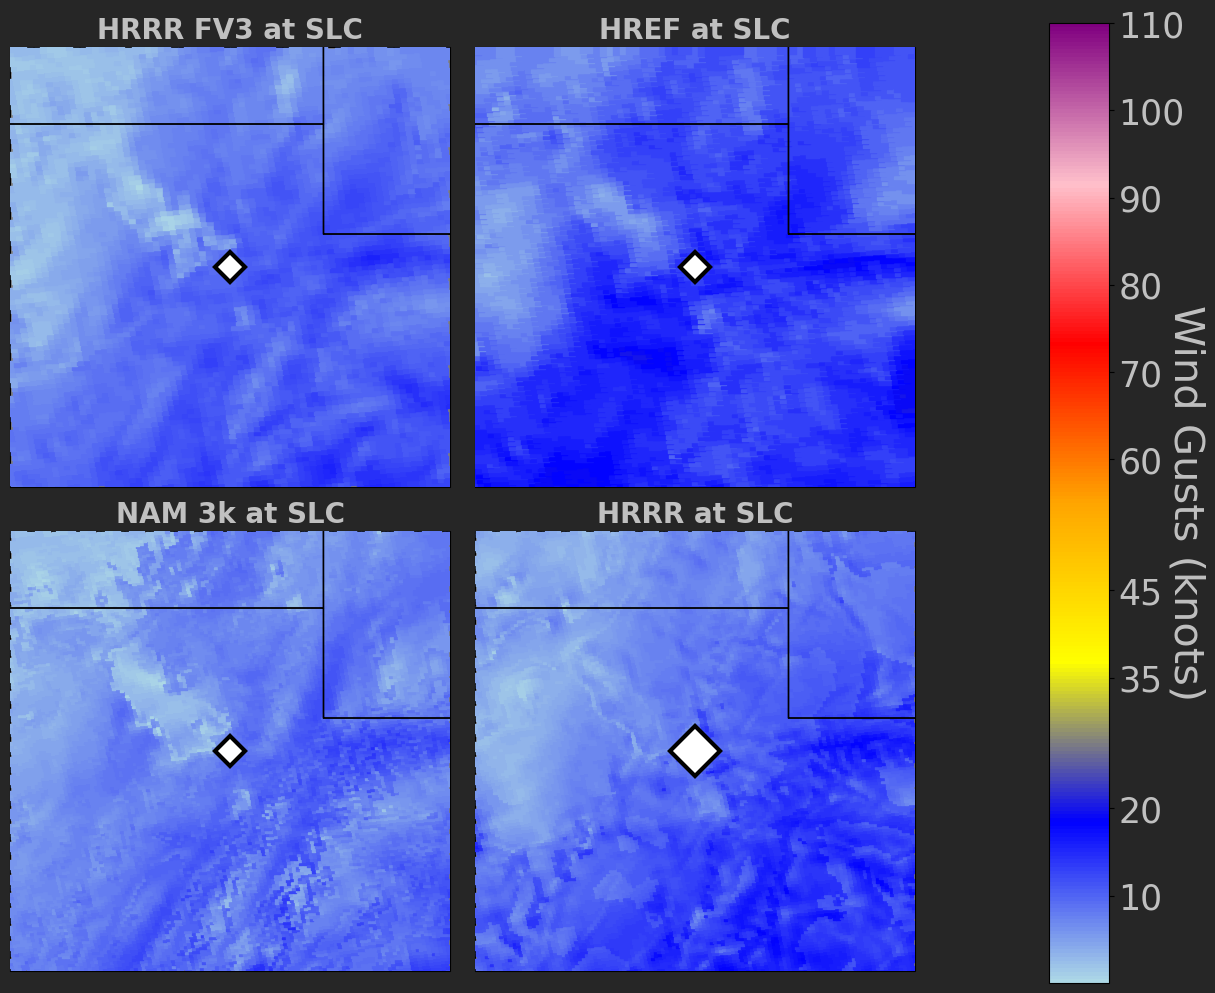 HRRR FV3 at SLC
HREF at SLC
NAM 3k at SLC
HRRR at SLC
110
100
90
80
70
60
45
35
20
10
Wind Gusts (knots)